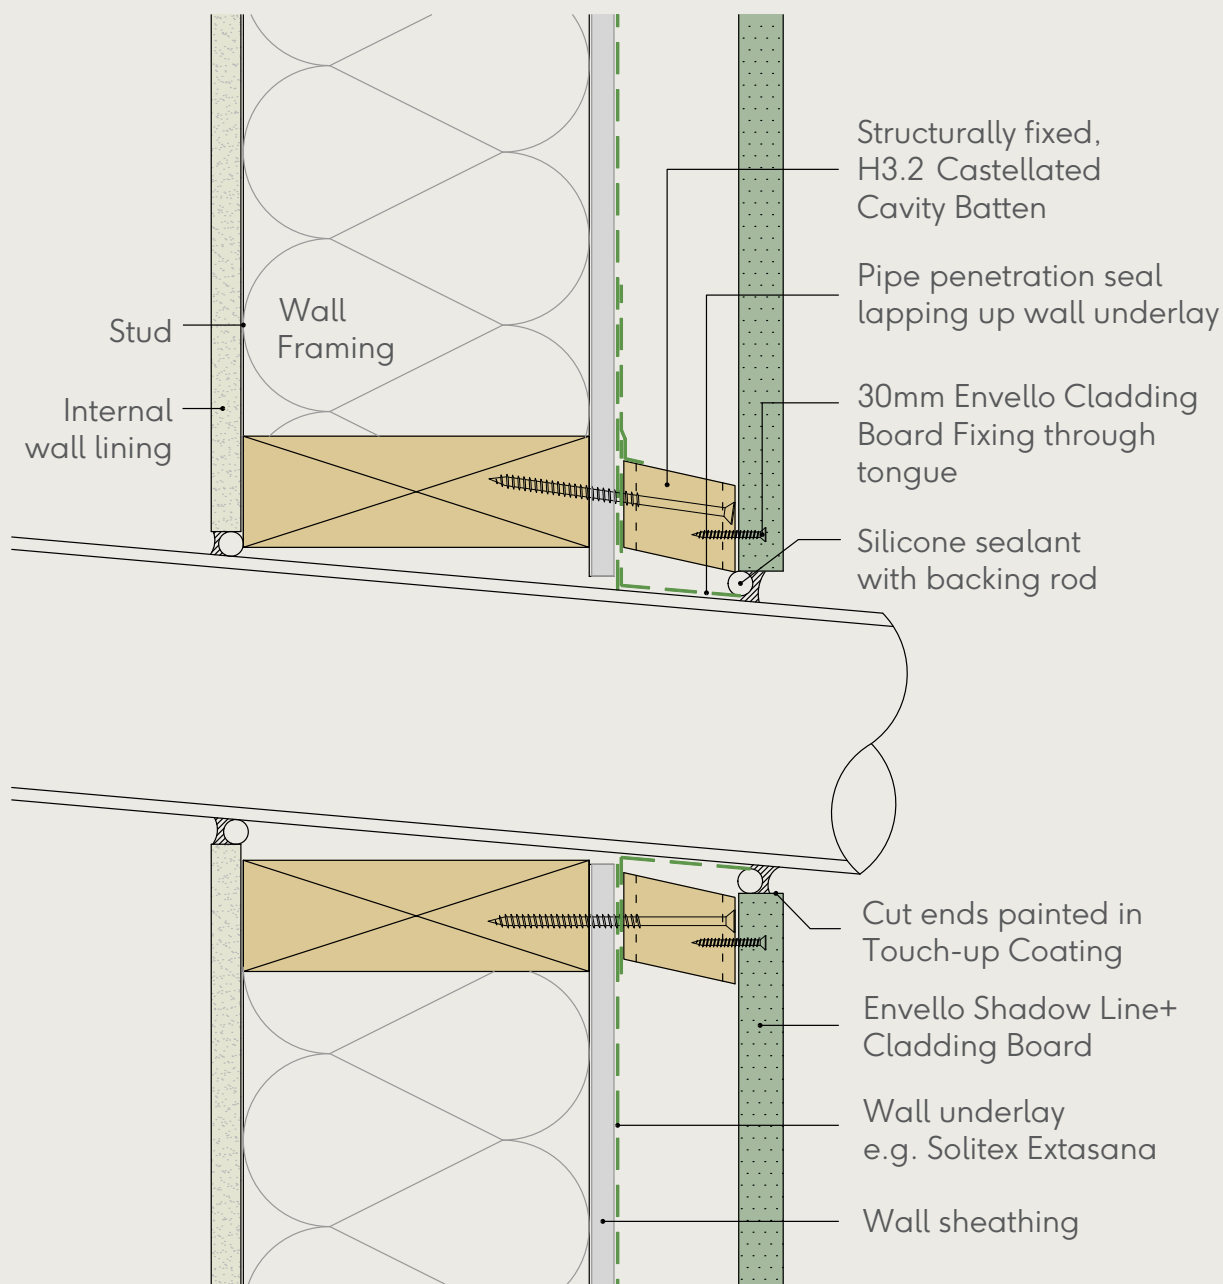 Structurally fixed,
H3.2 Castellated
Cavity Batten
Pipe penetration seal
lapping up wall underlay
Stud
Wall
Framing
Internal
wall lining
30mm Envello Cladding
Board Fixing through
tongue
Silicone sealant
with backing rod
Cut ends painted in
Touch-up Coating
Envello Shadow Line+
Cladding Board
Wall underlay
e.g. Solitex Extasana
Wall sheathing